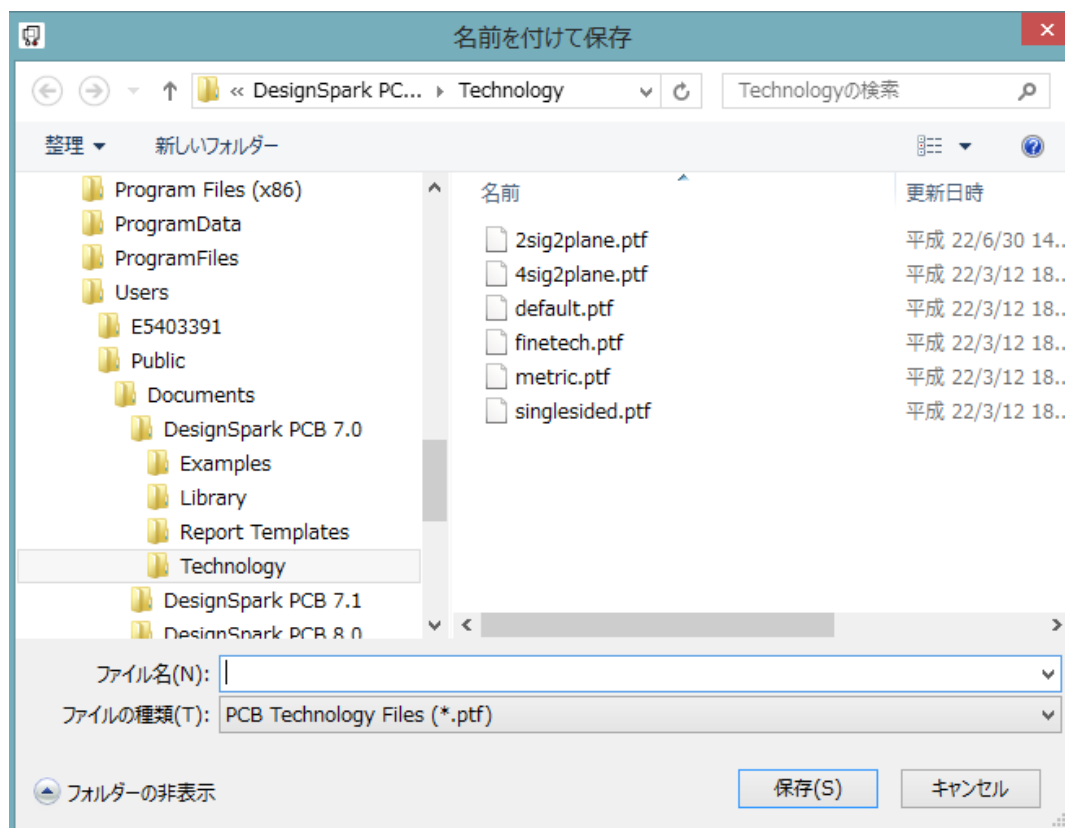 名前を付けて保存
« DesignSpark PC... Technology
Technologyの検索
整理 新しいフォルダー
Program Files (x86)
ProgramData
ProgramFiles
Users
E5403391
Public
Documents
DesignSpark PCB 7.0
Examples
Library
Report Templates
Technology
DesignSpark PCB 7.1
DesignSpark PCB 8.0
名前 更新日時
2sig2plane.ptf 平成 22/6/30 14..
4sig2plane.ptf 平成 22/3/12 18..
default.ptf 平成 22/3/12 18..
finetech.ptf 平成 22/3/12 18..
metric.ptf 平成 22/3/12 18..
singlesided.ptf 平成 22/3/12 18..
ファイル名(N):
ファイルの種類(T): PCB Technology Files (*.ptf)
フォルダーの非表示
保存(S) キャンセル